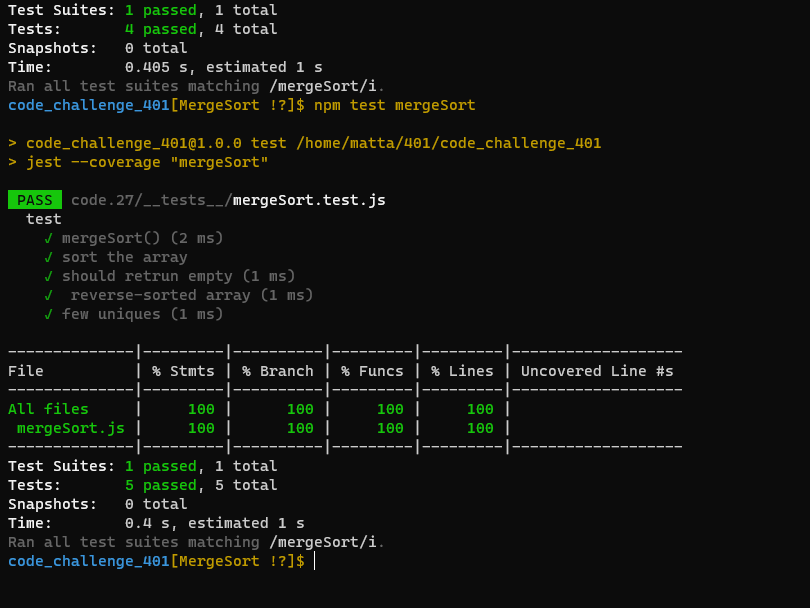 Test Suites: 1 passed, 1 total
Tests:       4 passed, 4 total
Snapshots:   0 total
Time:        0.405 s, estimated 1 s
Ran all test suites matching /mergeSort/i.
code_challenge_401[MergeSort !?]$ npm test mergeSort

> code_challenge_401@1.0.0 test /home/matta/401/code_challenge_401
> jest --coverage "mergeSort"

PASS code.27/__tests__/mergeSort.test.js
  test
    √ mergeSort() (2 ms)
    √ sort the array
    √ should retrun empty (1 ms)
    √  reverse-sorted array (1 ms)
    √ few uniques (1 ms)

--------------|---------|----------|---------|---------|-------------------
File          | % Stmts | % Branch | % Funcs | % Lines | Uncovered Line #s
--------------|---------|----------|---------|---------|-------------------
All files     |     100 |      100 |     100 |     100 |
 mergeSort.js |     100 |      100 |     100 |     100 |
--------------|---------|----------|---------|---------|-------------------
Test Suites: 1 passed, 1 total
Tests:       5 passed, 5 total
Snapshots:   0 total
Time:        0.4 s, estimated 1 s
Ran all test suites matching /mergeSort/i.
code_challenge_401[MergeSort !?]$